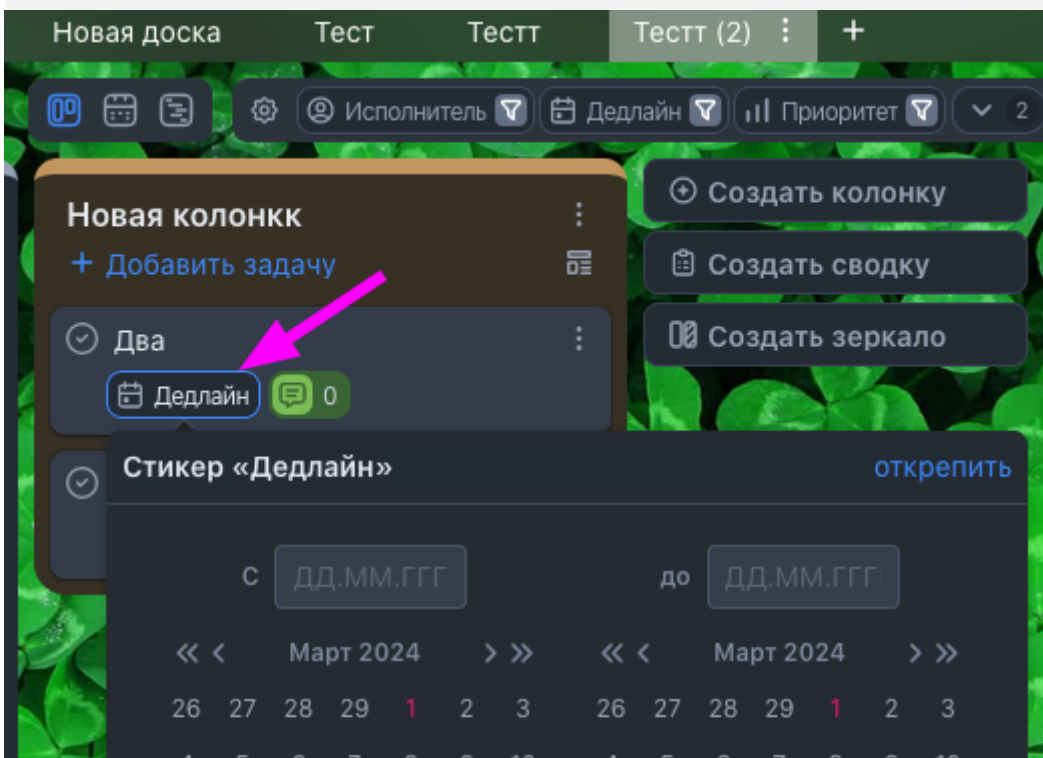 Новая доска Тест Тестт Тестт (2) +
Исполнитель Дедлайн Приоритет 2
Новая колонкк
+ Добавить задачу
Создать колонку
Создать сводку
Создать зеркало
Два
Дедлайн 0
Стикер «Дедлайн» открепить
С ДД.ММ.ГГГ до ДД.ММ.ГГГ
« < Март 2024 > » « < Март 2024 > »
26 27 28 29 1 2 3 26 27 28 29 1 2 3